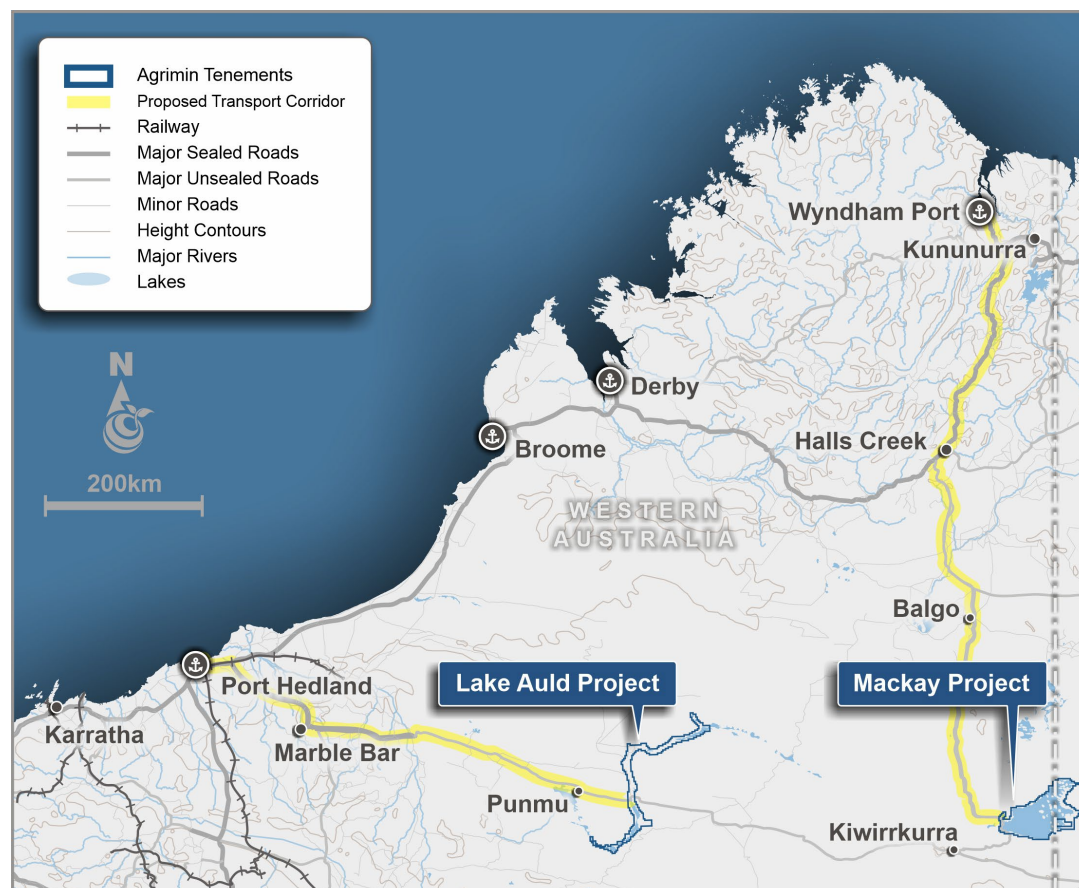 Agrimin Tenements
Proposed Transport Corridor
Railway
Major Sealed Roads
Major Unsealed Roads
Minor Roads
Height Contours
Major Rivers
Lakes
N
200km
Wyndham Port
Kununurra
Derby
Broome
Halls Creek
WESTERN
AUSTRALIA
Balgo
Lake Auld Project
Mackay Project
Port Hedland
Karratha
Marble Bar
Punmu
Kiwirrkurra